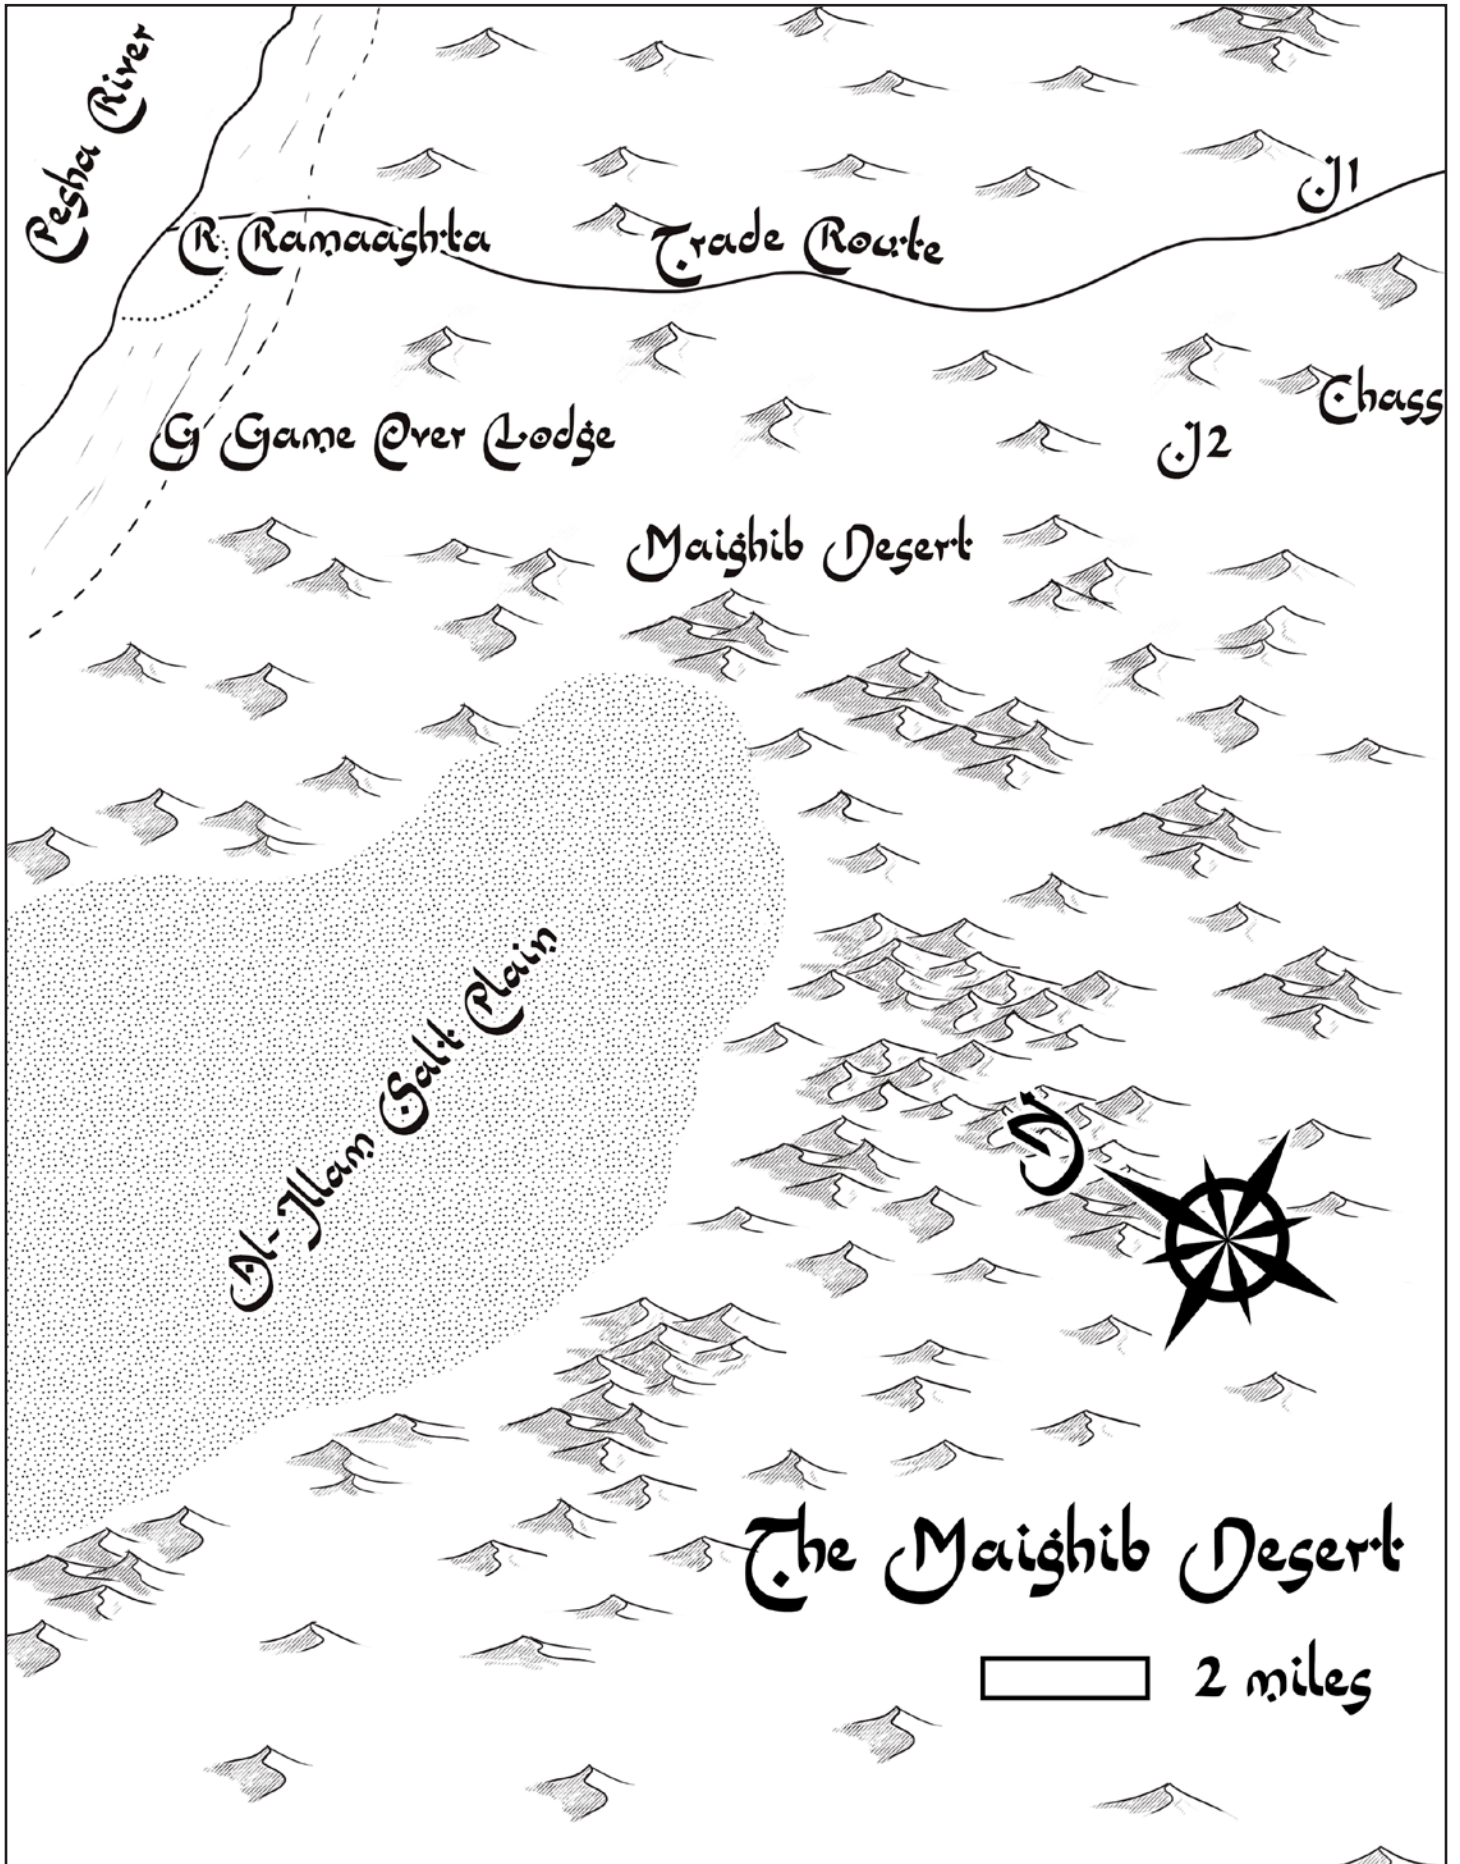 Pesha River
J1
R Ramaashta
Trade Route
Chass
G Game Over Lodge
J2
Maighib Desert
Al-Illam Salt Plain
The Maighib Desert
2 miles